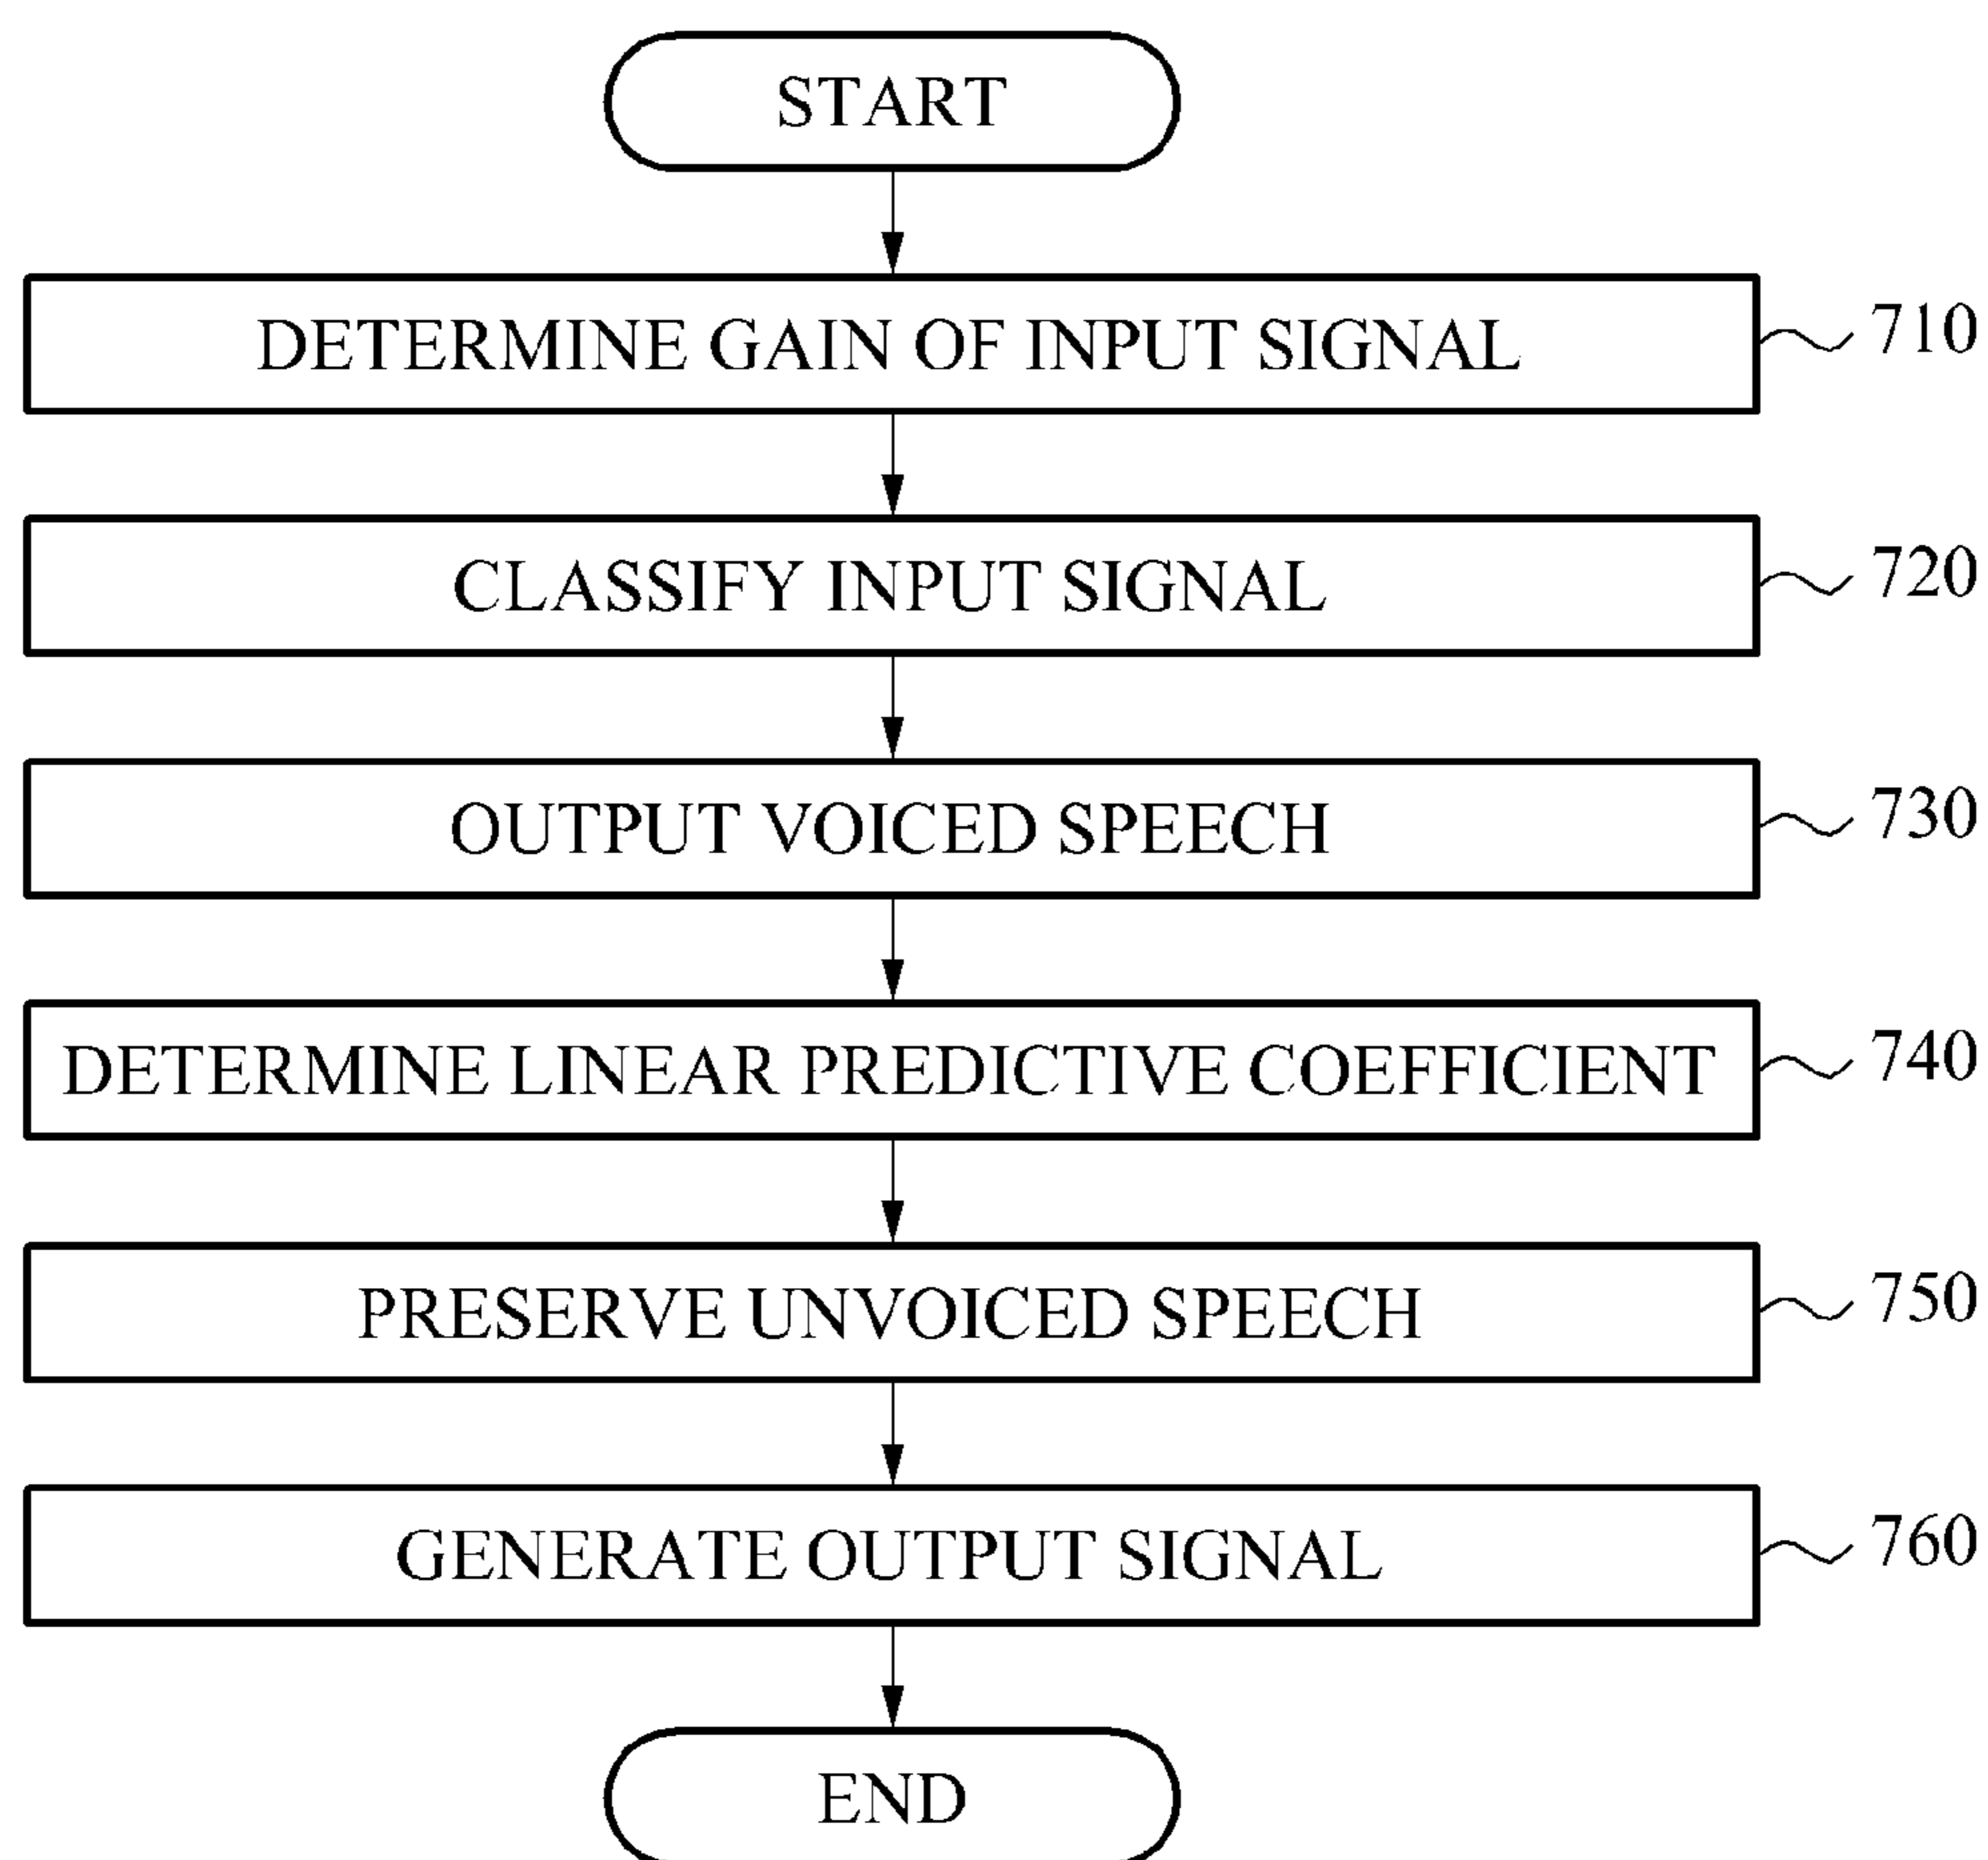 START
DETERMINE GAIN OF INPUT SIGNAL
710
CLASSIFY INPUT SIGNAL
720
OUTPUT VOICED SPEECH
730
DETERMINE LINEAR PREDICTIVE COEFFICIENT
740
PRESERVE UNVOICED SPEECH
750
GENERATE OUTPUT SIGNAL
760
END